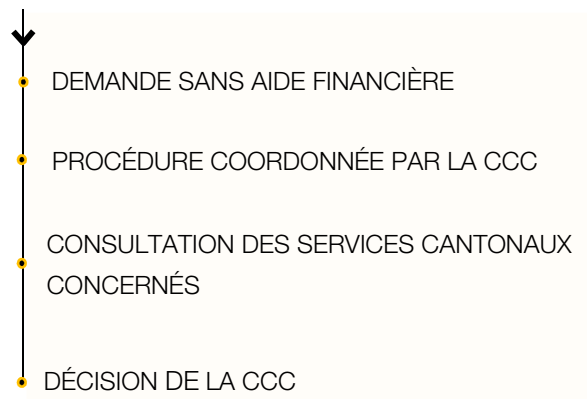 DEMANDE SANS AIDE FINANCIÈRE
PROCÉDURE COORDONNÉE PAR LA CCC
CONSULTATION DES SERVICES CANTONAUX
CONCERNÉS
DÉCISION DE LA CCC